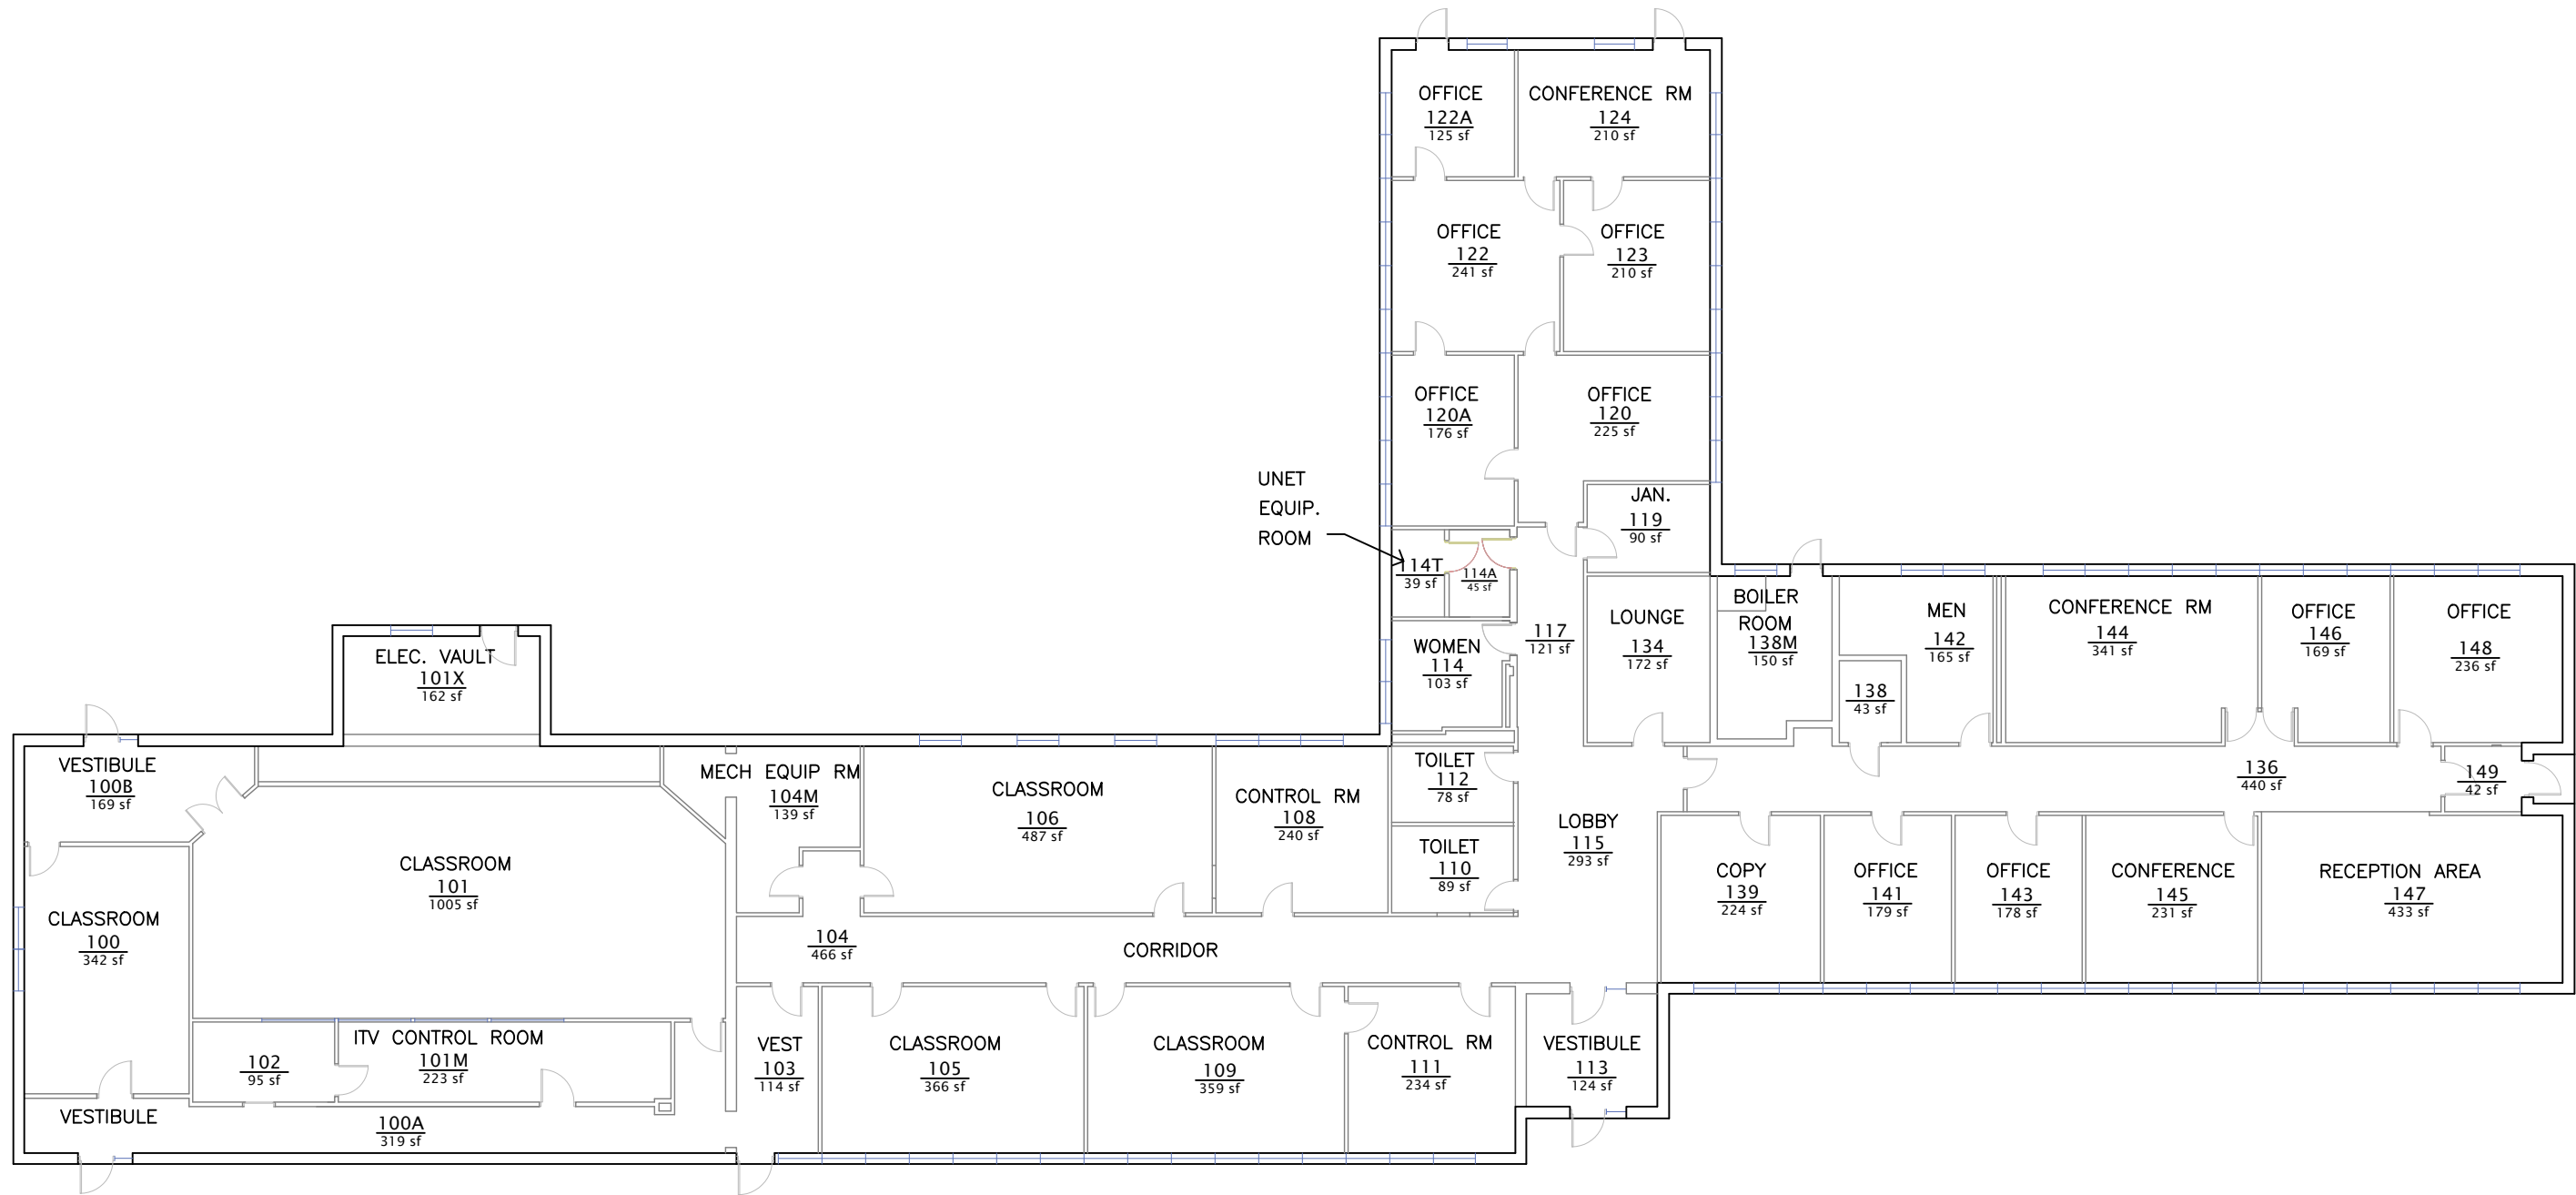 OFFICE
122A
125 sf
CONFERENCE RM
124
210 sf
OFFICE
122
241 sf
OFFICE
123
210 sf
OFFICE
120A
176 sf
OFFICE
120
225 sf
UNET
EQUIP.
ROOM
JAN.
119
90 sf
114T
39 sf
114A
45 sf
WOMEN
114
103 sf
117
121 sf
LOUNGE
134
172 sf
BOILER
ROOM
138M
150 sf
MEN
142
165 sf
138
43 sf
CONFERENCE RM
144
341 sf
OFFICE
146
169 sf
OFFICE
148
236 sf
ELEC. VAULT
101X
162 sf
VESTIBULE
100B
169 sf
MECH EQUIP RM
104M
139 sf
CLASSROOM
106
487 sf
CONTROL RM
108
240 sf
TOILET
112
78 sf
TOILET
110
89 sf
LOBBY
115
293 sf
136
440 sf
149
42 sf
CLASSROOM
101
1005 sf
CLASSROOM
100
342 sf
104
466 sf
CORRIDOR
COPY
139
224 sf
OFFICE
141
179 sf
OFFICE
143
178 sf
CONFERENCE
145
231 sf
RECEPTION AREA
147
433 sf
102
95 sf
ITV CONTROL ROOM
101M
223 sf
VEST
103
114 sf
CLASSROOM
105
366 sf
CLASSROOM
109
359 sf
CONTROL RM
111
234 sf
VESTIBULE
113
124 sf
VESTIBULE
100A
319 sf